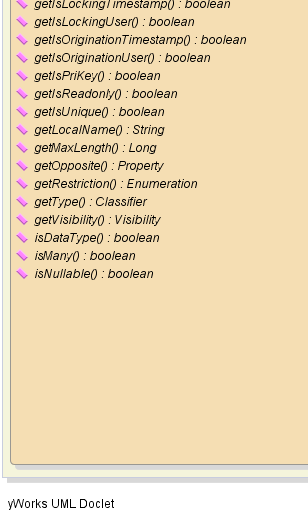 getIsLockingTimestamp() : boolean
getIsLockingUser() : boolean
getIsOriginationTimestamp() : boolean
getIsOriginationUser() : boolean
getIsPriKey() : boolean
getIsReadonly() : boolean
getIsUnique() : boolean
getLocalName() : String
getMaxLength() : Long
getOpposite() : Property
getRestriction() : Enumeration
getType() : Classifier
getVisibility() : Visibility
isDataType() : boolean
isMany() : boolean
isNullable() : boolean
yWorks UML Doclet